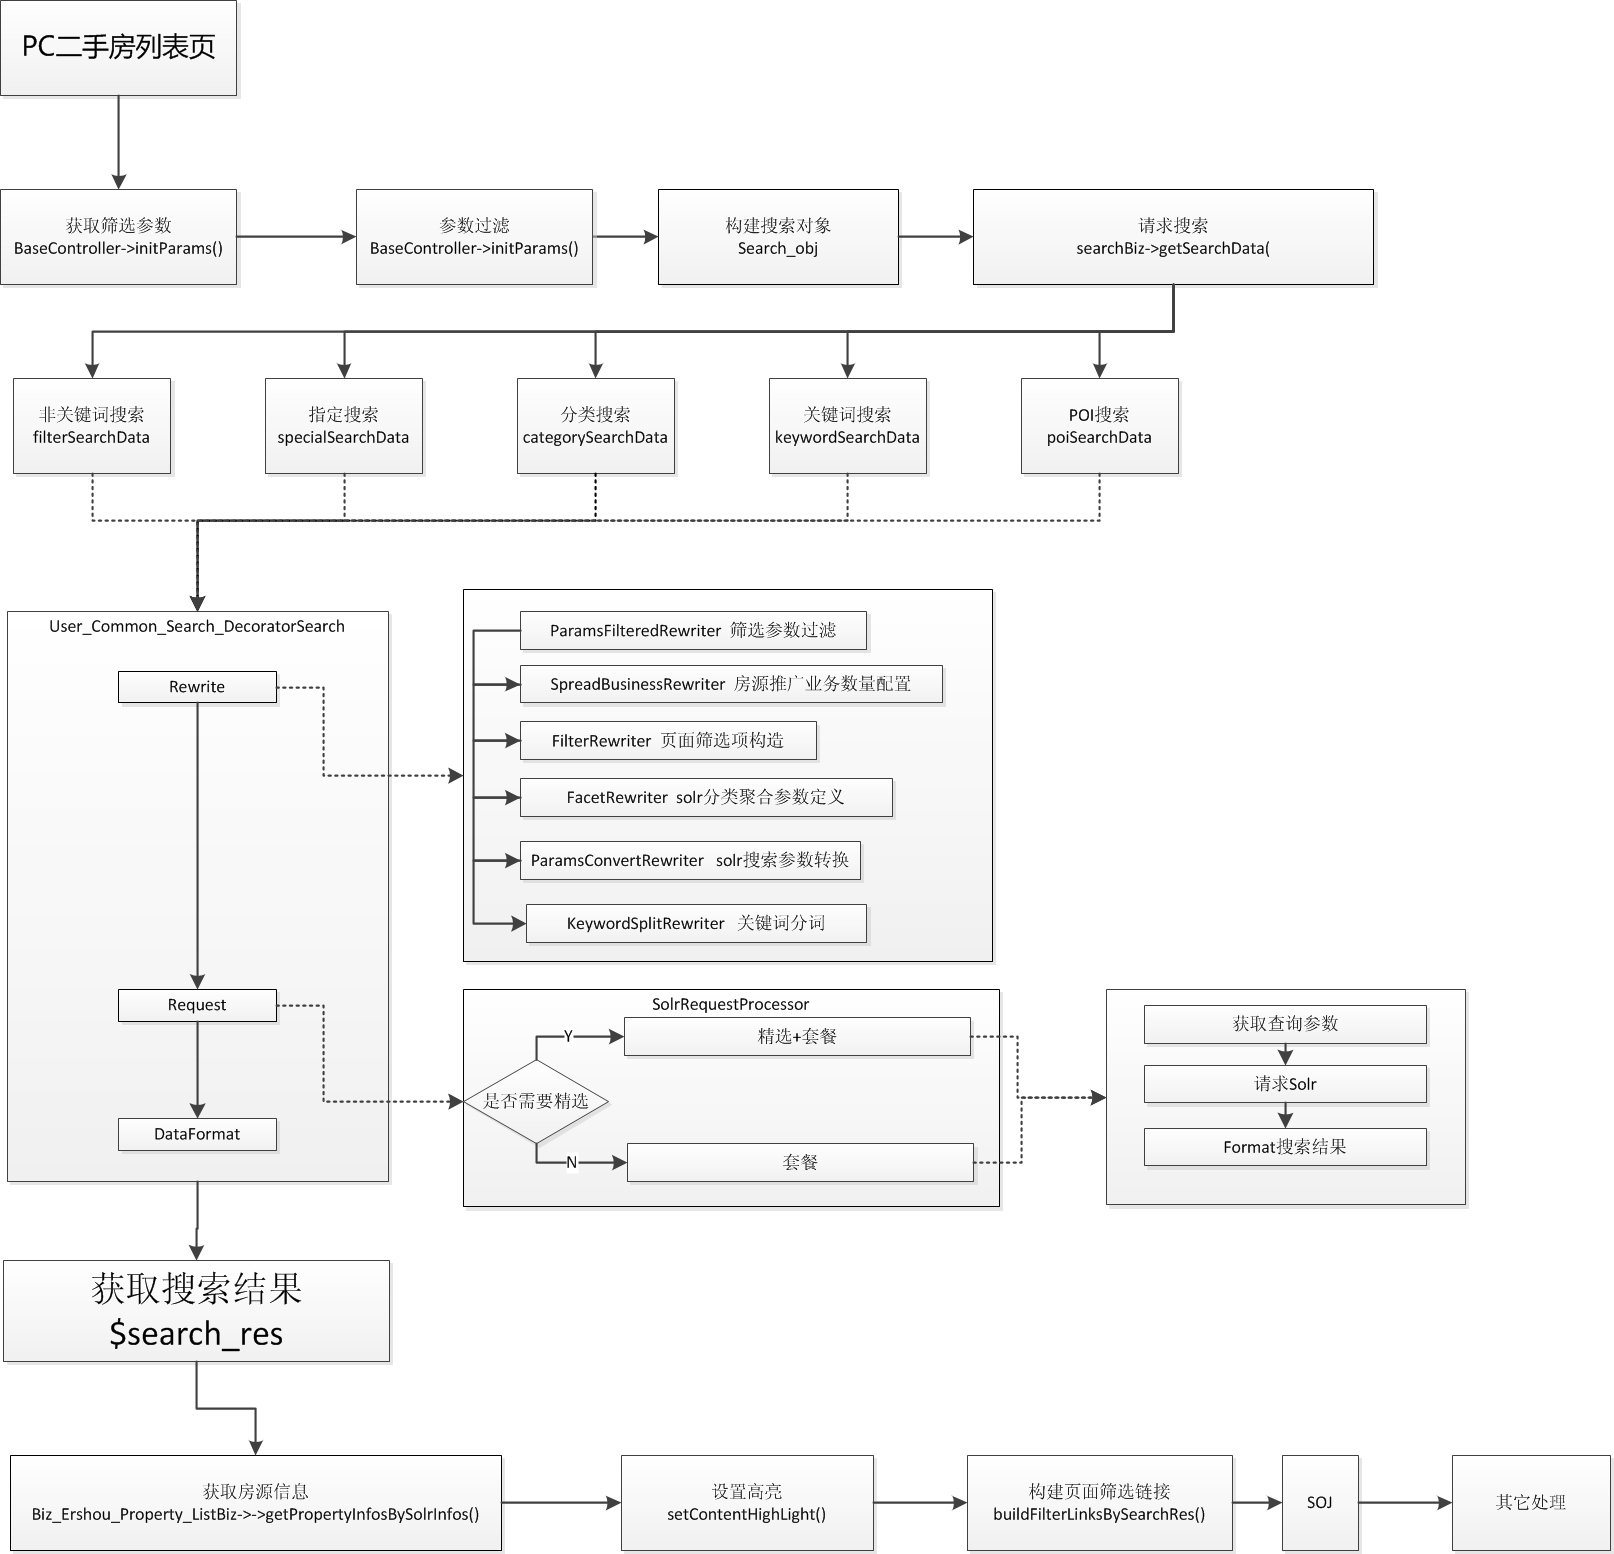 PC二手房列表页
获取筛选参数
BaseController->initParams()
参数过滤
BaseController->initParams()
构建搜索对象
Search_obj
请求搜索
searchBiz->getSearchData(
非关键词搜索
filterSearchData
指定搜索
specialSearchData
分类搜索
categorySearchData
关键词搜索
keywordSearchData
POI搜索
poiSearchData
User_Common_Search_DecoratorSearch
Rewrite
Request
DataFormat
ParamsFilteredRewriter 筛选参数过滤
SpreadBusinessRewriter 房源推广业务数量配置
FilterRewriter 页面筛选项构造
FacetRewriter solr分类聚合参数定义
ParamsConvertRewriter solr搜索参数转换
KeywordSplitRewriter 关键词分词
SolrRequestProcessor
Y
精选+套餐
是否需要精选
N
套餐
获取查询参数
请求Solr
Format搜索结果
获取搜索结果
$search_res
获取房源信息
Biz_Ershou_Property_ListBiz->->getPropertyInfosBySolrInfos()
设置高亮
setContentHighLight()
构建页面筛选链接
buildFilterLinksBySearchRes()
SOJ
其它处理